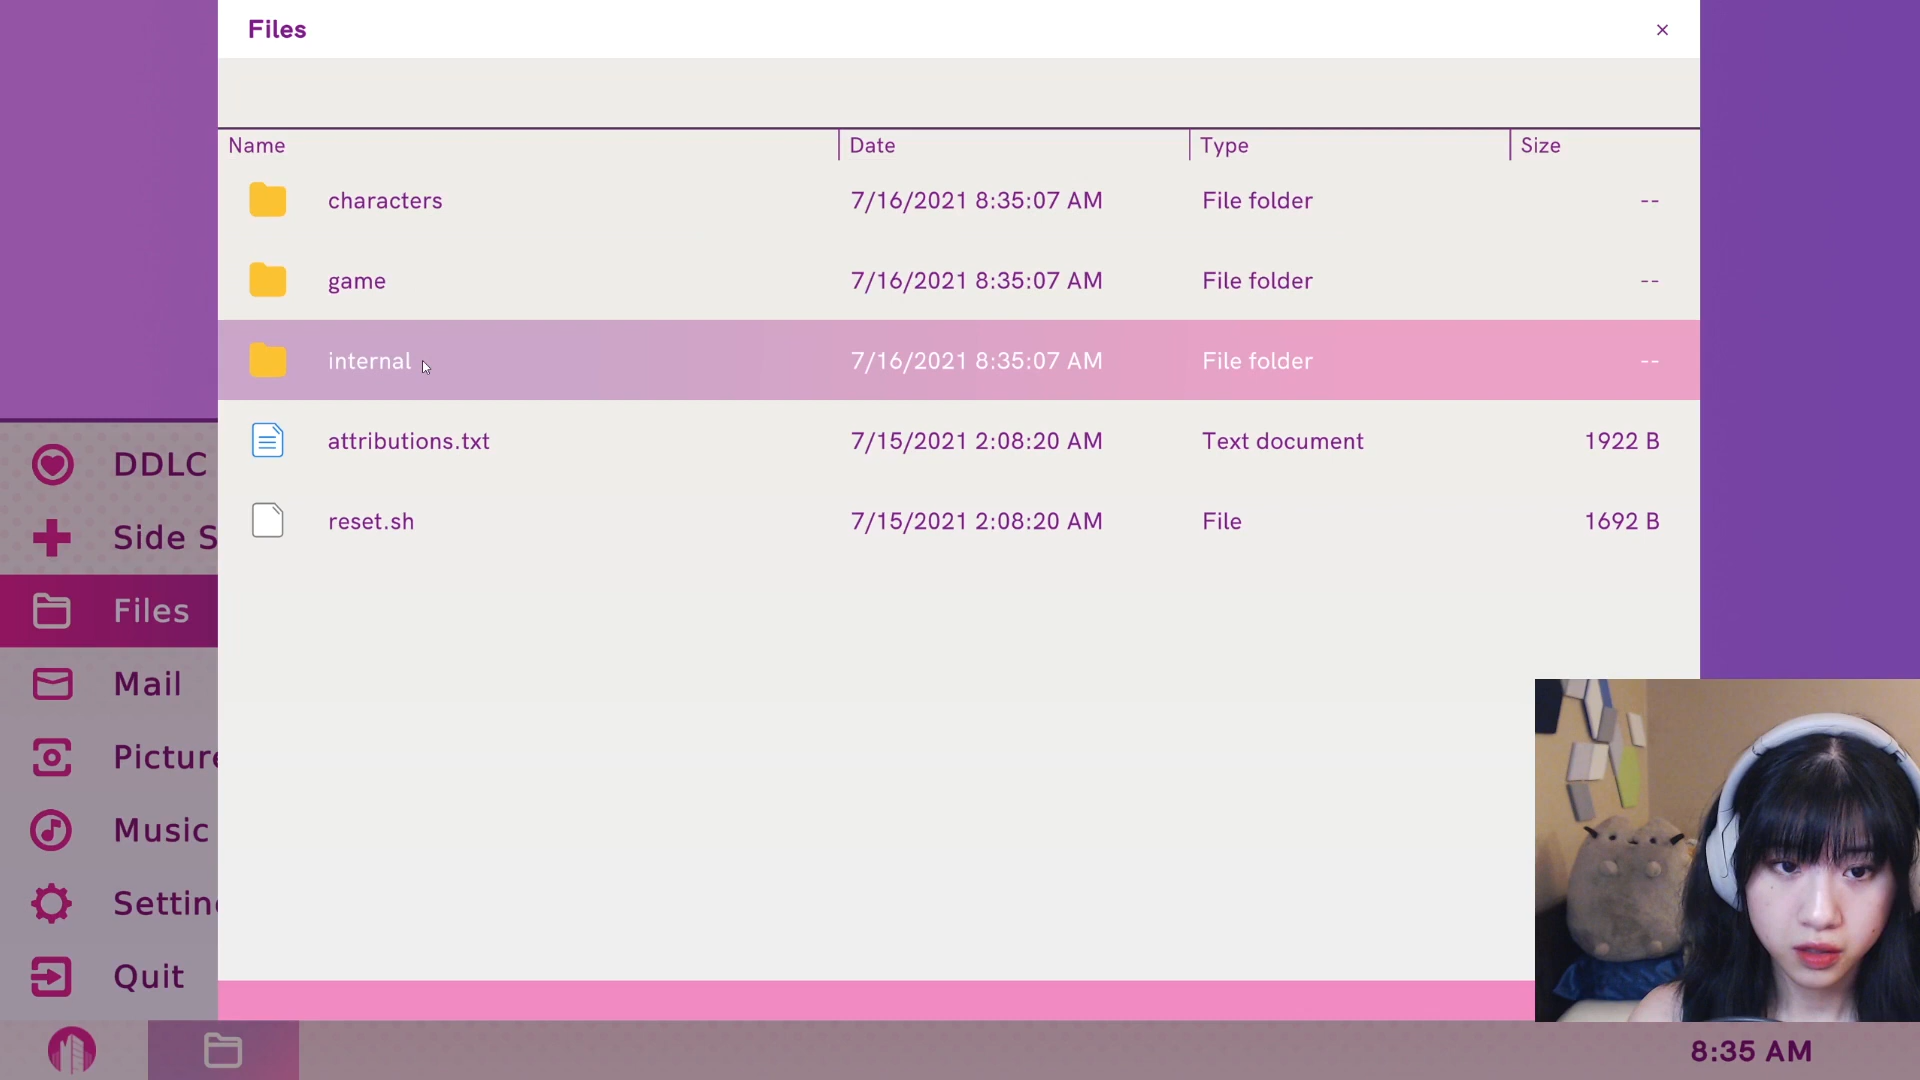 Files
×
Name Date Type Size
characters 7/16/2021 8:35:07 AM File folder --
game 7/16/2021 8:35:07 AM File folder --
internal 7/16/2021 8:35:07 AM File folder --
attributions.txt 7/15/2021 2:08:20 AM Text document 1922 B
reset.sh 7/15/2021 2:08:20 AM File 1692 B
DDLC
Side S
Files
Mail
Picture
Music
Settin
Quit
8:35 AM